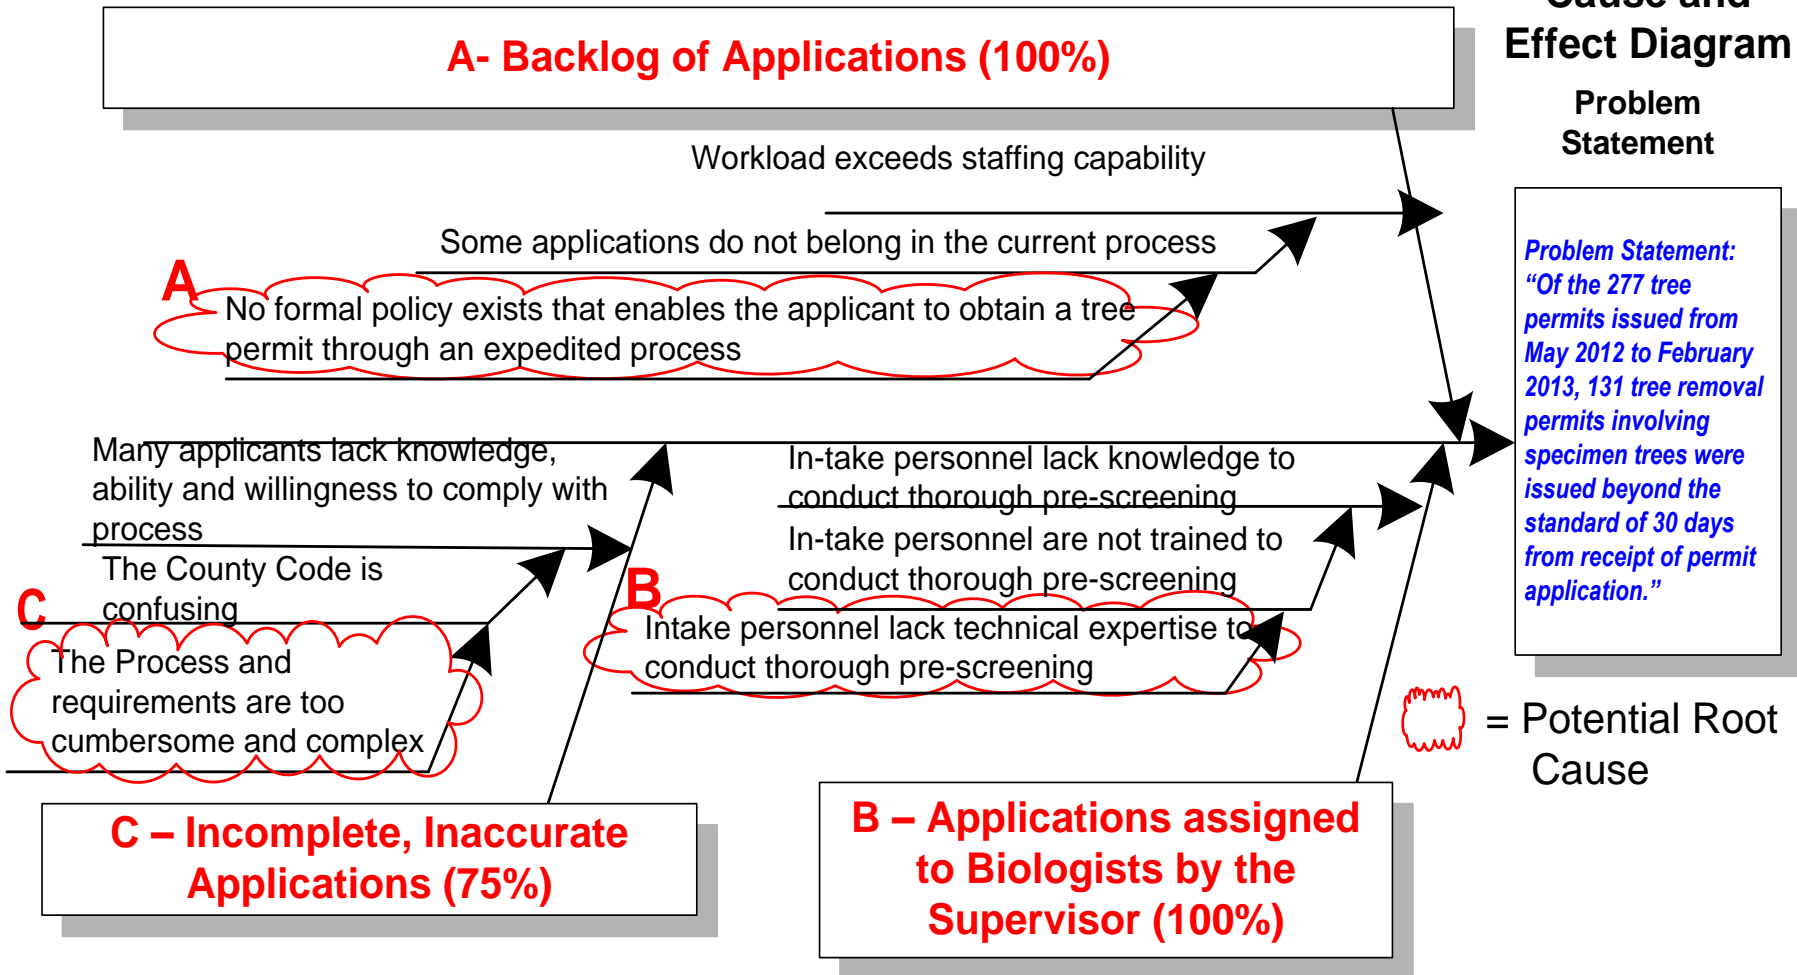 Cause and
Effect Diagram
A- Backlog of Applications (100%)
Problem
Statement
Workload exceeds staffing capability
Some applications do not belong in the current process
A
No formal policy exists that enables the applicant to obtain a tree
permit through an expedited process
Problem Statement:
“Of the 277 tree
permits issued from
May 2012 to February
2013, 131 tree removal
permits involving
specimen trees were
issued beyond the
standard of 30 days
from receipt of permit
application.”
Many applicants lack knowledge,
ability and willingness to comply with
process
The County Code is
confusing
C
The Process and
requirements are too
cumbersome and complex
In-take personnel lack knowledge to
conduct thorough pre-screening
In-take personnel are not trained to
conduct thorough pre-screening
B
Intake personnel lack technical expertise to
conduct thorough pre-screening
= Potential Root
Cause
C – Incomplete, Inaccurate
Applications (75%)
B – Applications assigned
to Biologists by the
Supervisor (100%)